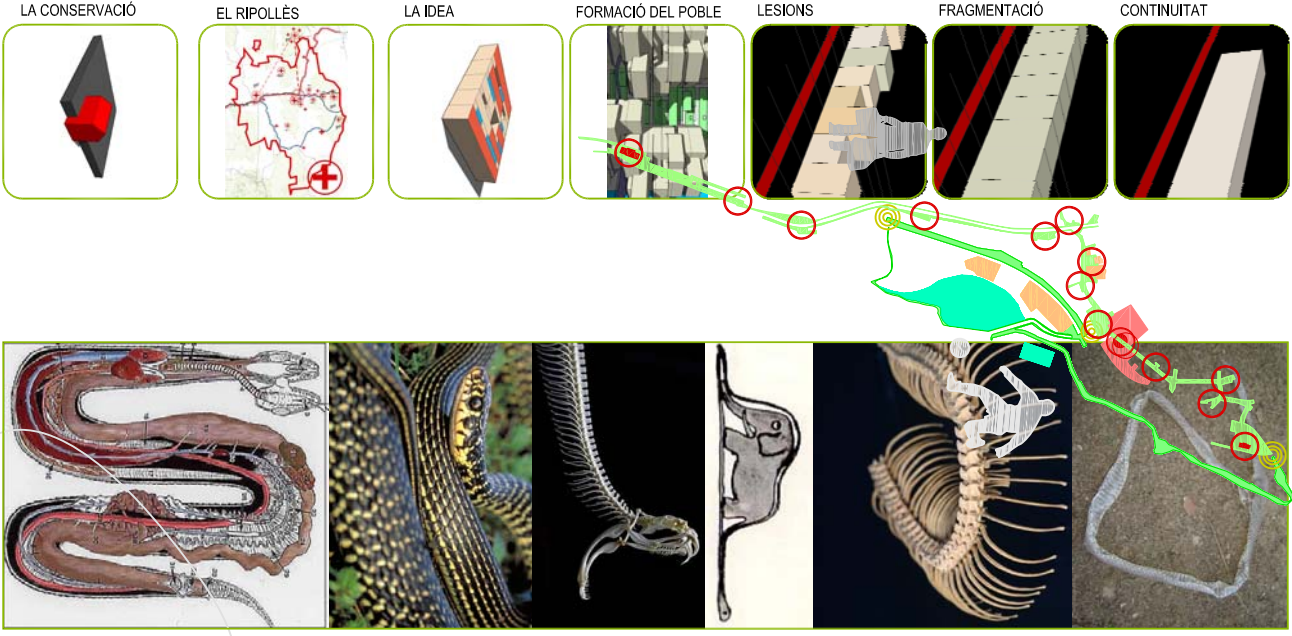 LA CONSERVACIÓ
EL RIPOLLÈS
LA IDEA
FORMACIÓ DEL POBLE
LESIONS
FRAGMENTACIÓ
CONTINUITAT